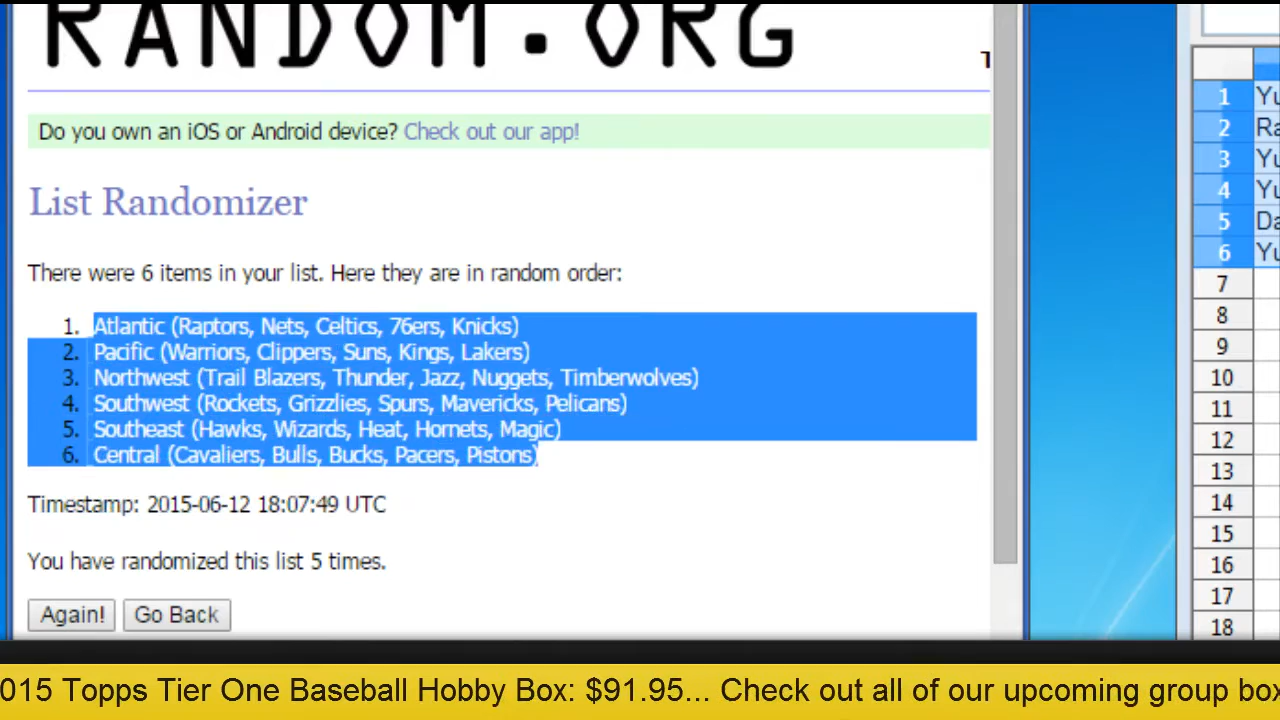 RANDOM.ORG
Do you own an iOS or Android device? Check out our app!
List Randomizer
There were 6 items in your list. Here they are in random order:
1. Atlantic (Raptors, Nets, Celtics, 76ers, Knicks)
2. Pacific (Warriors, Clippers, Suns, Kings, Lakers)
3. Northwest (Trail Blazers, Thunder, Jazz, Nuggets, Timberwolves)
4. Southwest (Rockets, Grizzlies, Spurs, Mavericks, Pelicans)
5. Southeast (Hawks, Wizards, Heat, Hornets, Magic)
6. Central (Cavaliers, Bulls, Bucks, Pacers, Pistons)
Timestamp: 2015-06-12 18:07:49 UTC
You have randomized this list 5 times.
Again! Go Back
1 Yu
2 Ra
3 Yu
4 Yu
5 Da
6 Yu
7
8
9
10
11
12
13
14
15
16
17
18
015 Topps Tier One Baseball Hobby Box: $91.95... Check out all of our upcoming group box